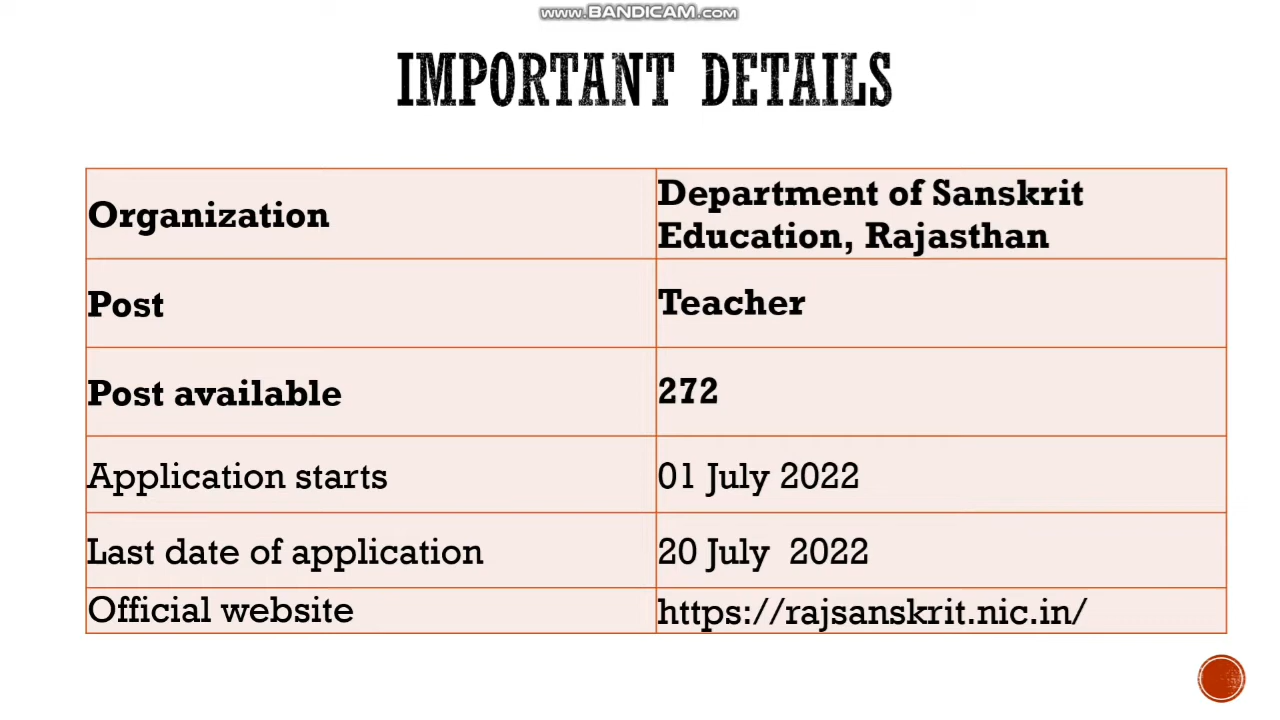 www.BANDICAM.com
IMPORTANT DETAILS
Organization
Department of Sanskrit
Education, Rajasthan
Post
Teacher
Post available
272
Application starts
01 July 2022
Last date of application
20 July 2022
Official website
https://rajsanskrit.nic.in/